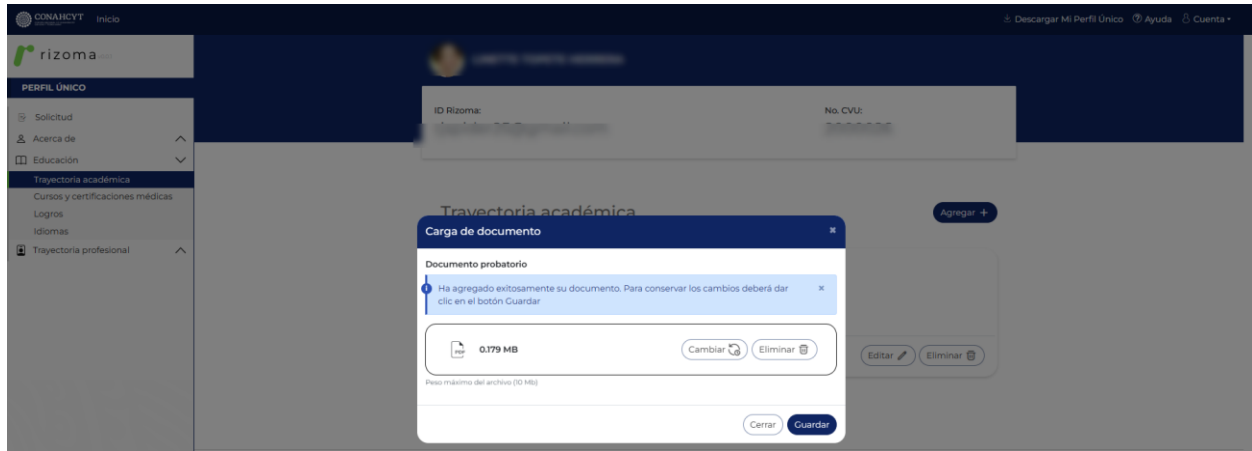 CONAHCYT Inicio
Descargar Mi Perfil Único Ayuda Cuenta
rizoma
PERFIL ÚNICO
Solicitud
Acerca de
Educación
Trayectoria académica
Cursos y certificaciones médicas
Logros
Idiomas
Trayectoria profesional
ID Rizoma:
No. CVU:
Trayectoria académica
Agregar +
Carga de documento
Documento probatorio
Ha agregado exitosamente su documento. Para conservar los cambios deberá dar
clic en el botón Guardar
PDF 0.179 MB Cambiar Eliminar
Peso máximo del archivo (10 Mb)
Cerrar Guardar
Editar Eliminar